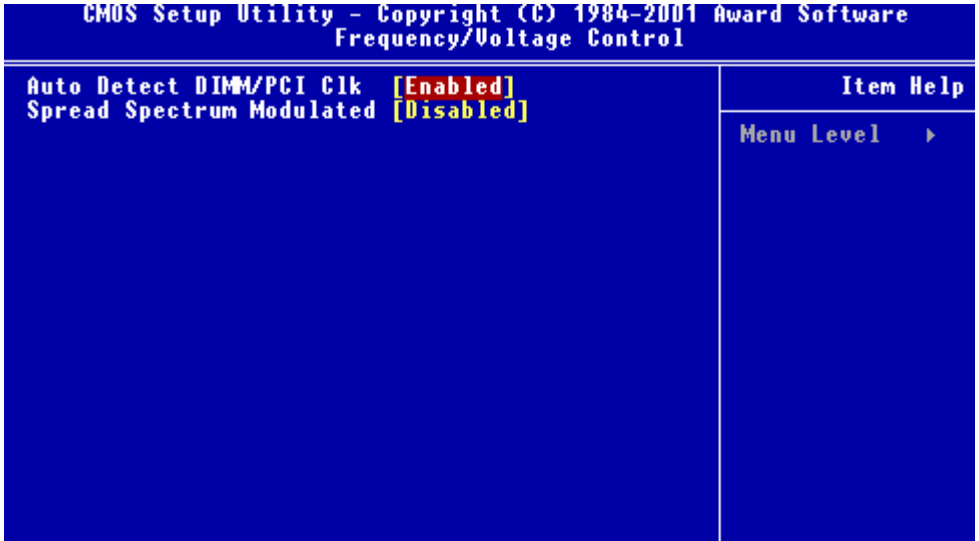 CMOS Setup Utility - Copyright (C) 1984-2001 Award Software
Frequency/Voltage Control
Auto Detect DIMM/PCI Clk [Enabled]
Spread Spectrum Modulated [Disabled]
Item Help
Menu Level ▸